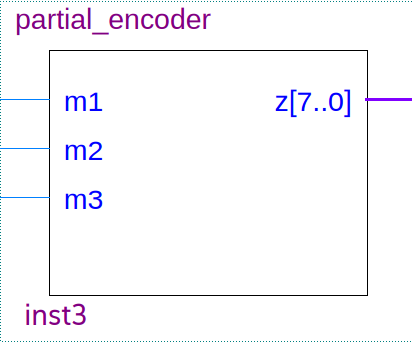 partial_encoder
m1 z[7..0]
m2
m3
inst3